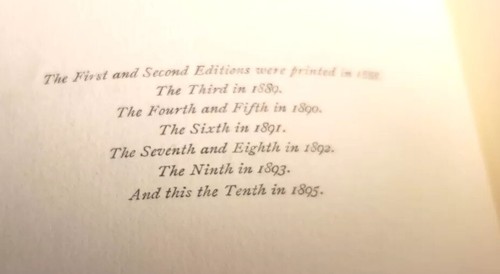 The First and Second Editions were printed in
The Third in 1889.
The Fourth and Fifth in 1890.
The Sixth in 1891.
The Seventh and Eighth in 1892.
The Ninth in 1893.
And this the Tenth in 1895.